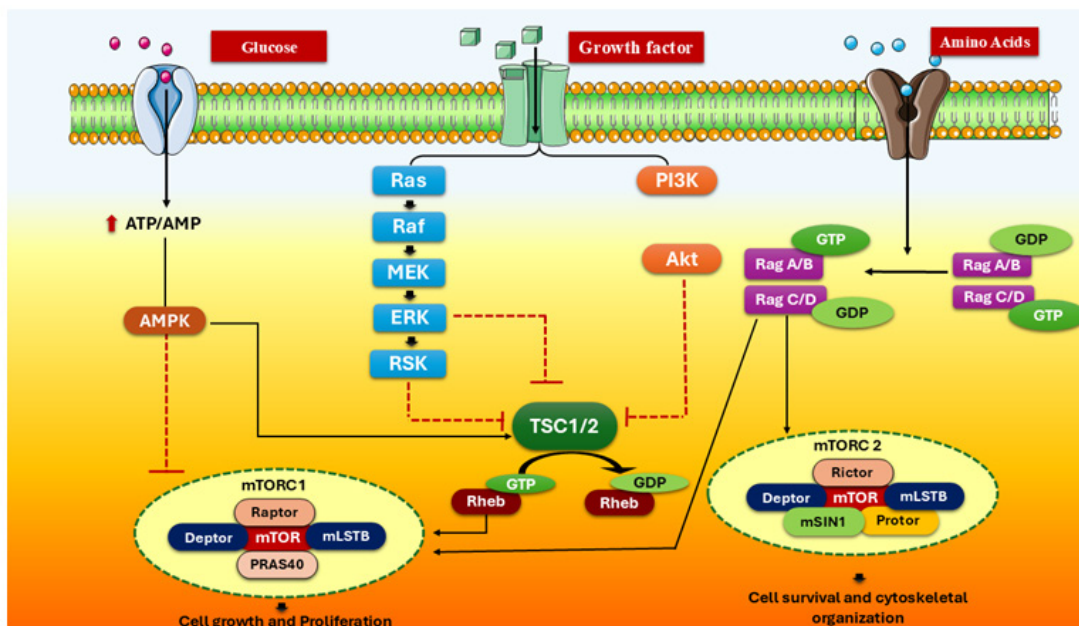 Glucose
Growth factor
Amino Acids
Ras
PI3K
ATP/AMP
Raf
GTP
GDP
Rag A/B
Rag A/B
MEK
Akt
Rag C/D
Rag C/D
GDP
GTP
AMPK
ERK
RSK
TSC1/2
mTORC 2
Rictor
Deptor
mTOR
mLSTB
mSIN1
Protor
GTP
Rheb
GDP
Rheb
mTORC1
Raptor
Deptor
mTOR
mLSTB
PRAS40
Cell survival and cytoskeletal
organization
Cell growth and Proliferation